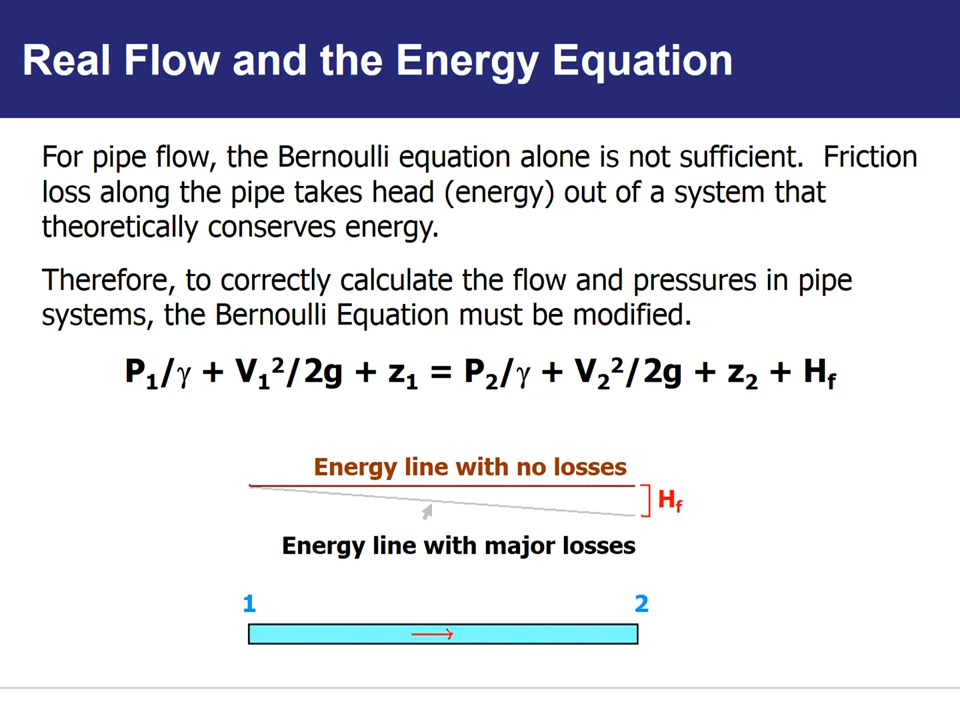 Real Flow and the Energy Equation
For pipe flow, the Bernoulli equation alone is not sufficient.  Friction
loss along the pipe takes head (energy) out of a system that
theoretically conserves energy.
Therefore, to correctly calculate the flow and pressures in pipe
systems, the Bernoulli Equation must be modified.
P₁/γ + V₁²/2g + z₁ = P₂/γ + V₂²/2g + z₂ + H_f
Energy line with no losses
H_f
Energy line with major losses
1 2